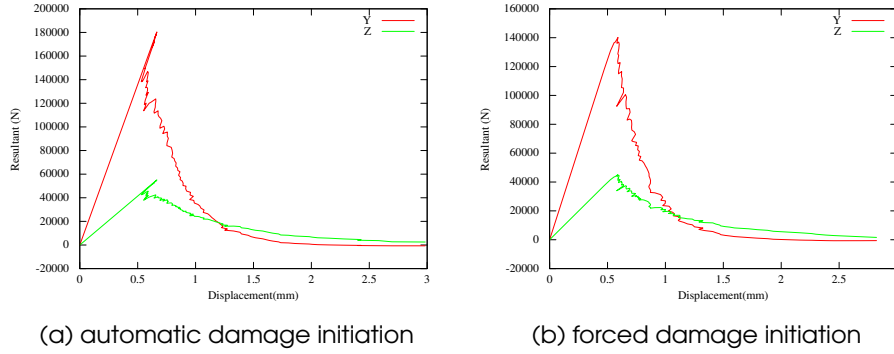 200000
180000
160000
140000
120000
100000
80000
60000
40000
20000
0
-20000
0 0.5 1 1.5 2 2.5 3
Resultant (N)
Displacement(mm)
Y
Z
(a) automatic damage initiation
160000
140000
120000
100000
80000
60000
40000
20000
0
-20000
0 0.5 1 1.5 2 2.5
Resultant (N)
Displacement(mm)
Y
Z
(b) forced damage initiation